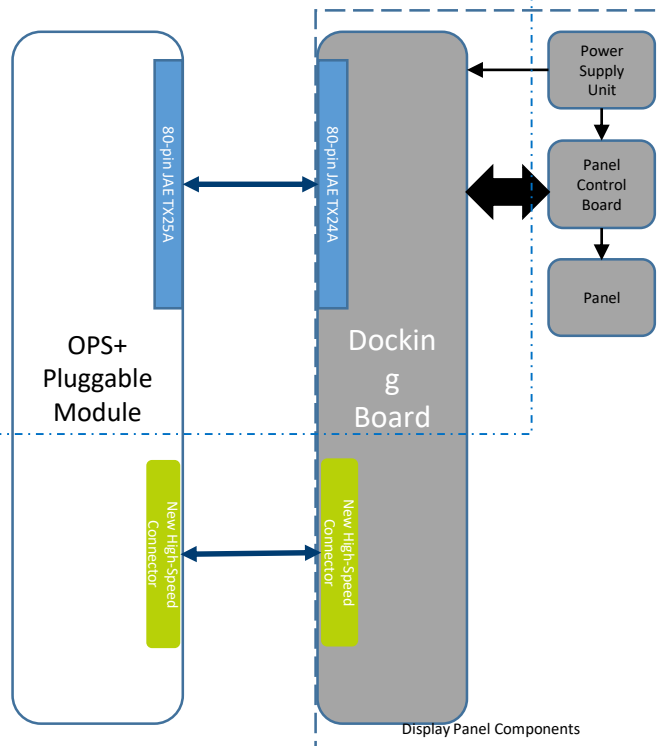 Power
Supply
Unit
80-pin JAE TX25A
80-pin JAE TX24A
Panel
Control
Board
Panel
OPS+
Pluggable
Module
Dockin
g
Board
New High-Speed
Connector
New High-Speed
Connector
Display Panel Components